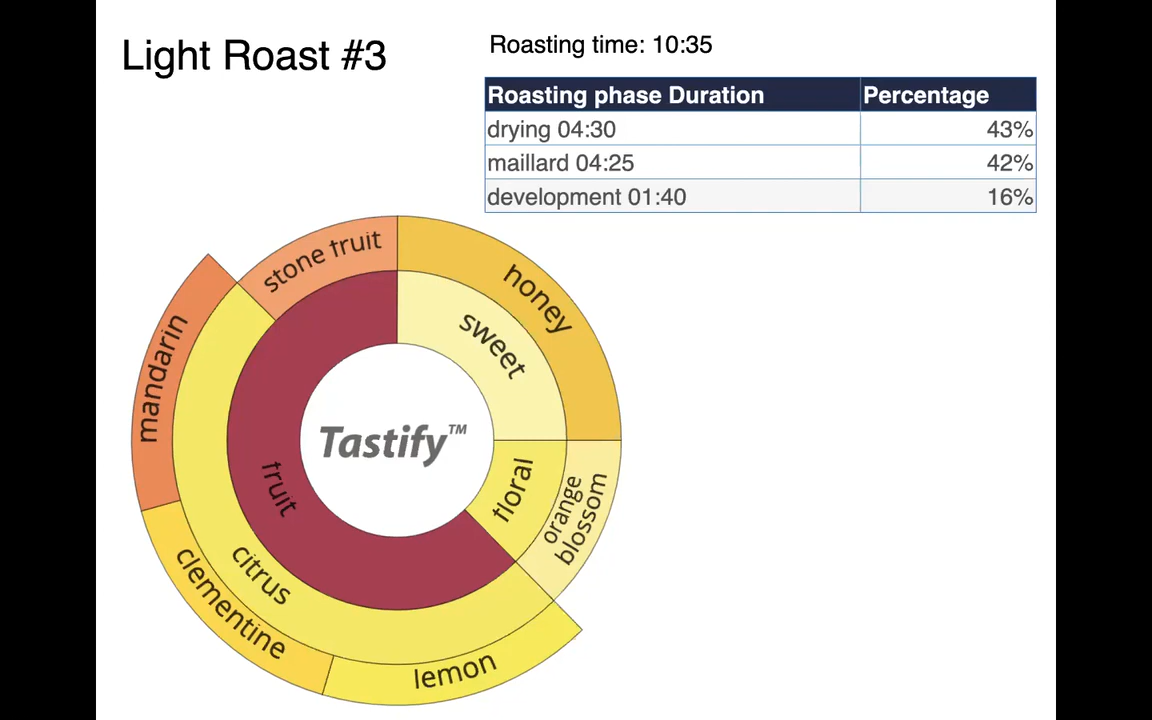 Light Roast #3
Roasting time: 10:35
Roasting phase Duration Percentage
drying 04:30 43%
maillard 04:25 42%
development 01:40 16%
stone fruit
honey
sweet
mandarin
Tastify™
fruit
floral
orange
blossom
citrus
clementine
lemon